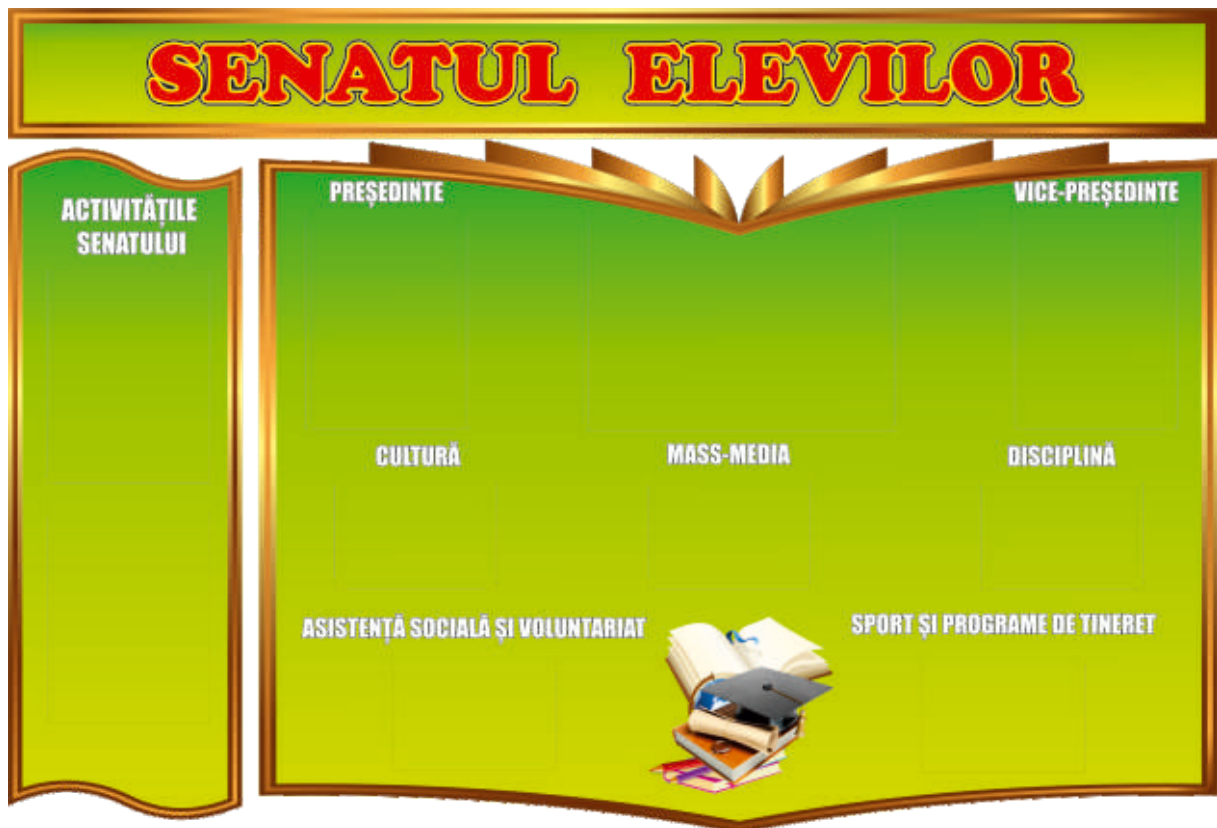 SENATUL ELEVILOR
ACTIVITĂȚILE
SENATULUI
PREȘEDINTE
VICE-PREȘEDINTE
CULTURĂ
MASS-MEDIA
DISCIPLINĂ
ASISTENȚĂ SOCIALĂ ȘI VOLUNTARIAT
SPORT ȘI PROGRAME DE TINERET